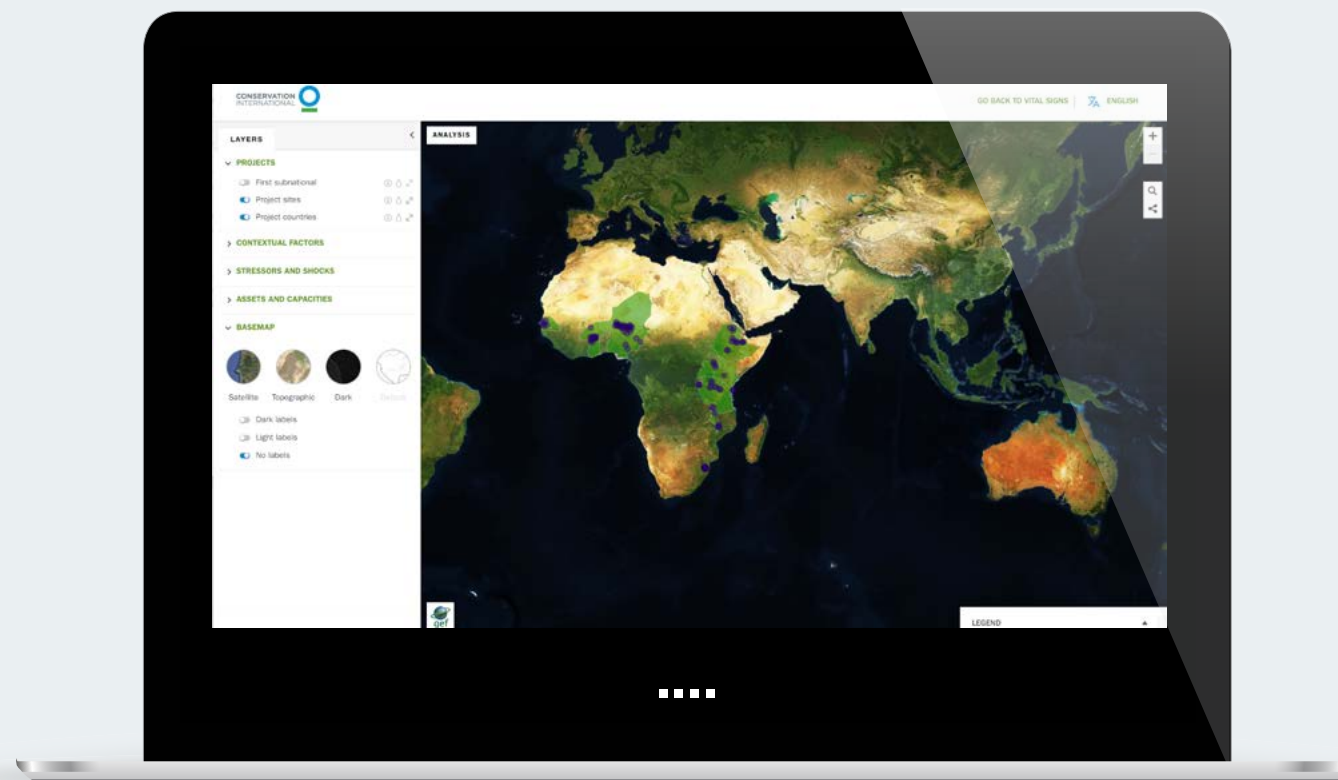 CONSERVATION
INTERNATIONAL
GO BACK TO VITAL SIGNS
ENGLISH
LAYERS
ANALYSIS
PROJECTS
First subnational
Project sites
Project countries
CONTEXTUAL FACTORS
STRESSORS AND SHOCKS
ASSETS AND CAPACITIES
BASEMAP
Satellite Topographic Dark Default
Dark labels
Light labels
No labels
gef
LEGEND